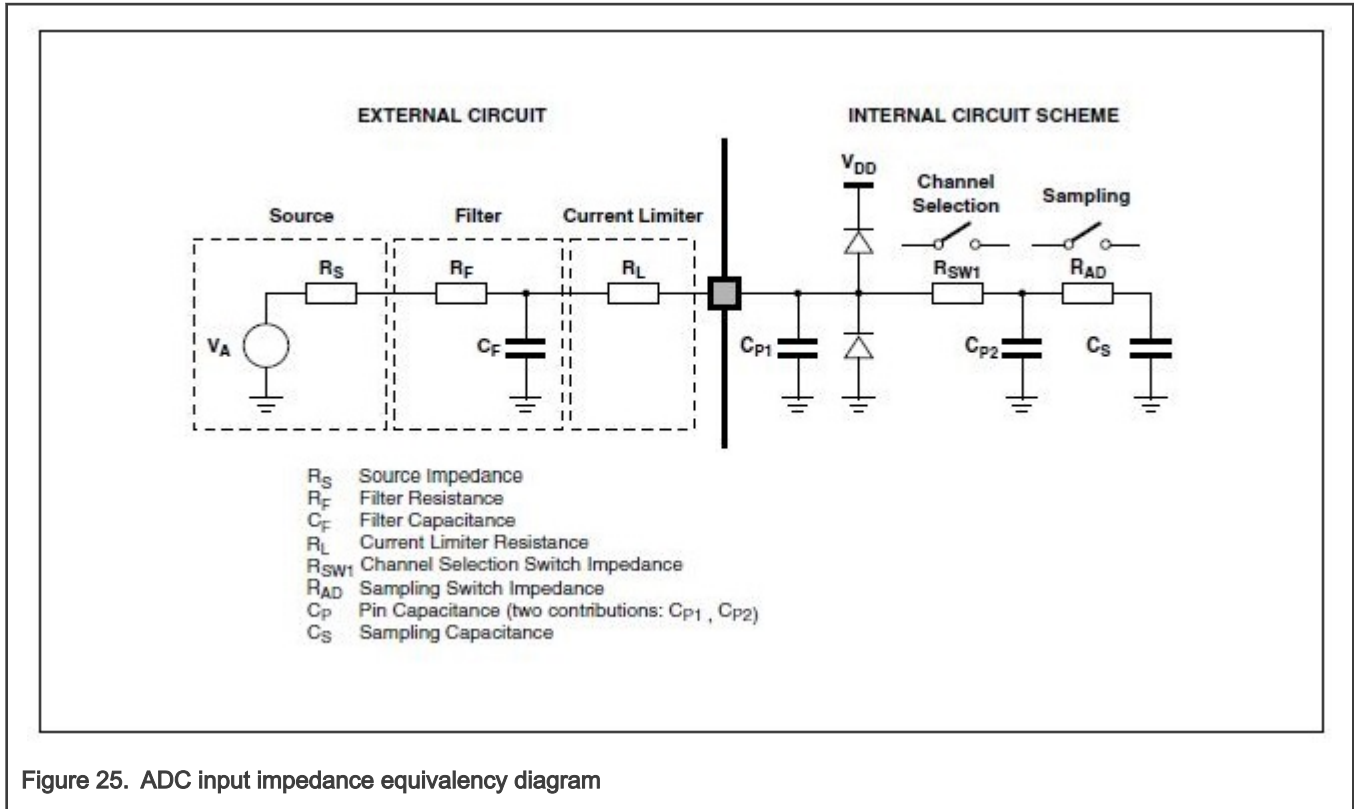 EXTERNAL CIRCUIT
INTERNAL CIRCUIT SCHEME
VDD
Channel
Selection
Sampling
Source
Filter
Current Limiter
RS
RF
RL
RSW1
RAD
VA
CF
CP1
CP2
CS
RS Source Impedance
RF Filter Resistance
CF Filter Capacitance
RL Current Limiter Resistance
RSW1 Channel Selection Switch Impedance
RAD Sampling Switch Impedance
CP Pin Capacitance (two contributions: CP1 , CP2)
CS Sampling Capacitance
Figure 25. ADC input impedance equivalency diagram